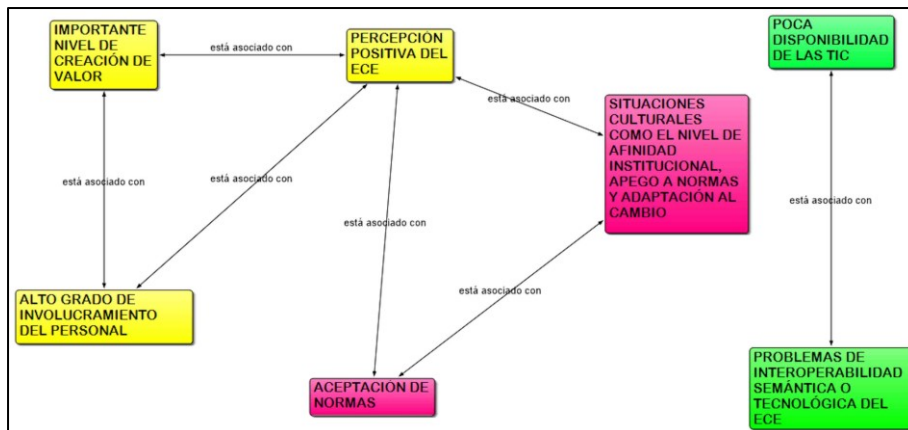 IMPORTANTE
NIVEL DE
CREACIÓN DE
VALOR
está asociado con
PERCEPCIÓN
POSITIVA DEL
ECE
POCA
DISPONIBILIDAD
DE LAS TIC
está asociado con
SITUACIONES
CULTURALES
COMO EL NIVEL DE
AFINIDAD
INSTITUCIONAL,
APEGO A NORMAS
Y ADAPTACIÓN AL
CAMBIO
está asociado con
está asociado con
está asociado con
está asociado con
está asociado con
ALTO GRADO DE
INVOLUCRAMIENTO
DEL PERSONAL
ACEPTACIÓN DE
NORMAS
PROBLEMAS DE
INTEROPERABILIDAD
SEMÁNTICA O
TECNOLÓGICA DEL
ECE